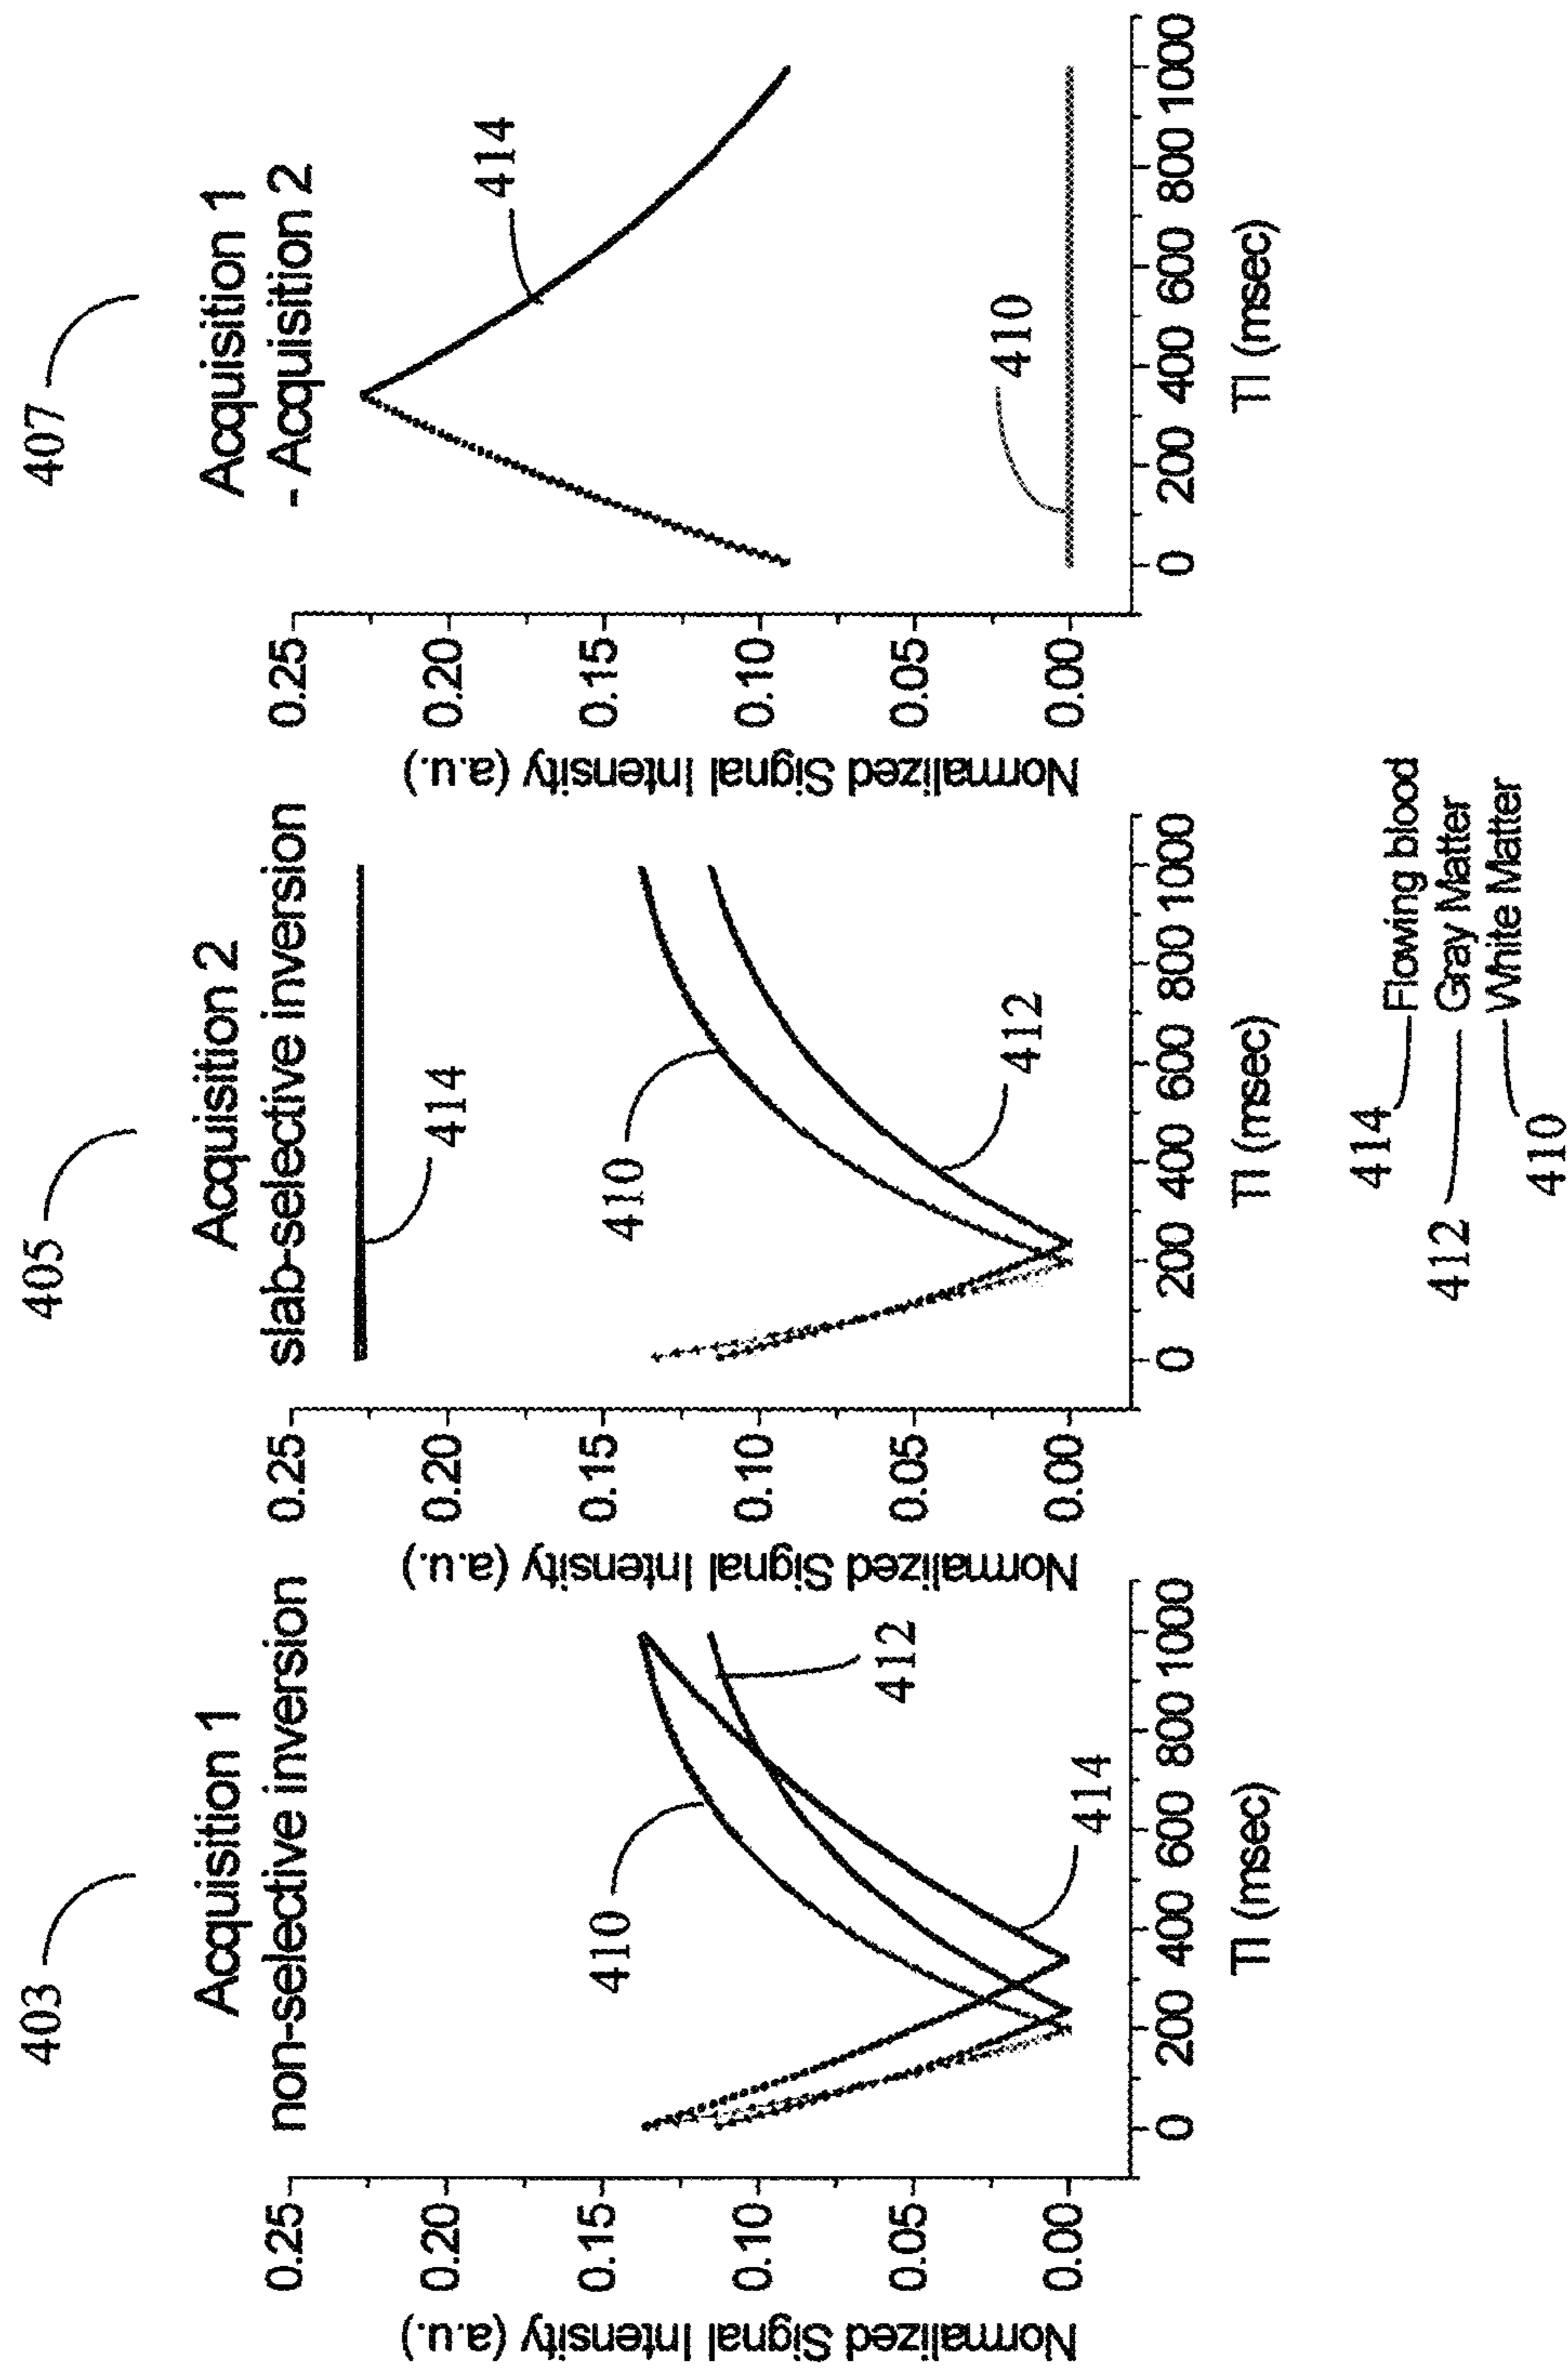 403
Acquisition 1
non-selective inversion
Normalized Signal Intensity (a.u.)
0.25
0.20
0.15
0.10
0.05
0.00
410
412
414
0 200 400 600 800 1000
TI (msec)
405
Acquisition 2
slab-selective inversion
Normalized Signal Intensity (a.u.)
0.25
0.20
0.15
0.10
0.05
0.00
414
410
412
0 200 400 600 800 1000
TI (msec)
407
Acquisition 1
- Acquisition 2
Normalized Signal Intensity (a.u.)
0.25
0.20
0.15
0.10
0.05
0.00
414
410
0 200 400 600 800 1000
TI (msec)
414 Flowing blood
412 Gray Matter
410 White Matter